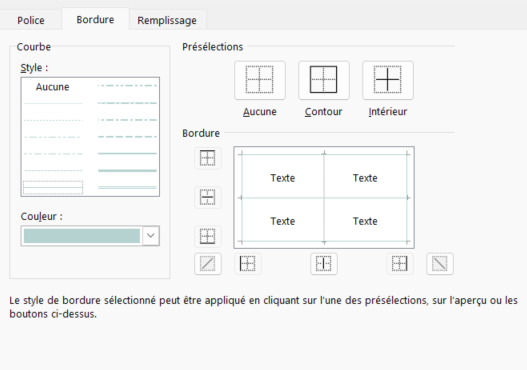 Police Bordure Remplissage
Courbe
Style :
Aucune
Couleur :
Présélections
Aucune Contour Intérieur
Bordure
Texte Texte
Texte Texte
Le style de bordure sélectionné peut être appliqué en cliquant sur l'une des présélections, sur l'aperçu ou les
boutons ci-dessus.